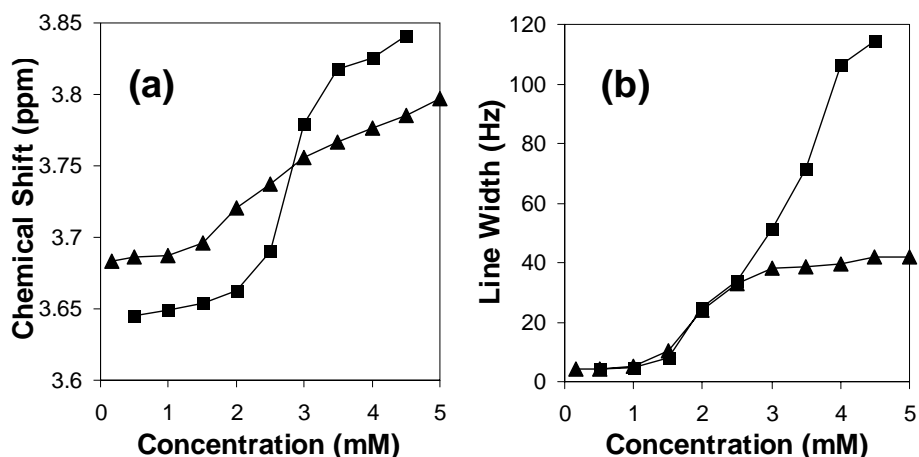 (a)
Chemical Shift (ppm)
3.85
3.8
3.75
3.7
3.65
3.6
0 1 2 3 4 5
Concentration (mM)
(b)
Line Width (Hz)
120
100
80
60
40
20
0
0 1 2 3 4 5
Concentration (mM)